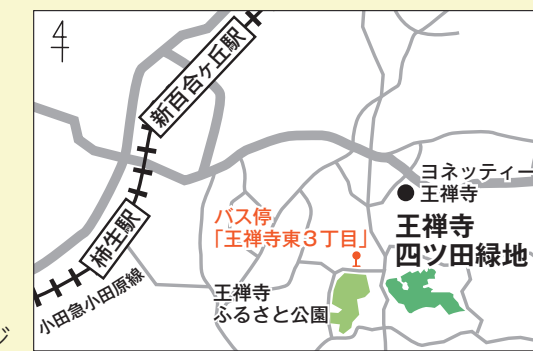 新百合ヶ丘駅
柿生駅
小田急小田原線
バス停
「王禅寺東3丁目」
王禅寺
ふるさと公園
ヨネッティー
王禅寺
王禅寺
四ツ田緑地
ジ